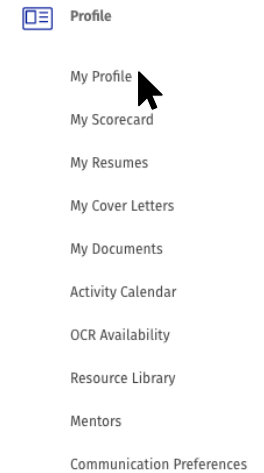 Profile
My Profile
My Scorecard
My Resumes
My Cover Letters
My Documents
Activity Calendar
OCR Availability
Resource Library
Mentors
Communication Preferences